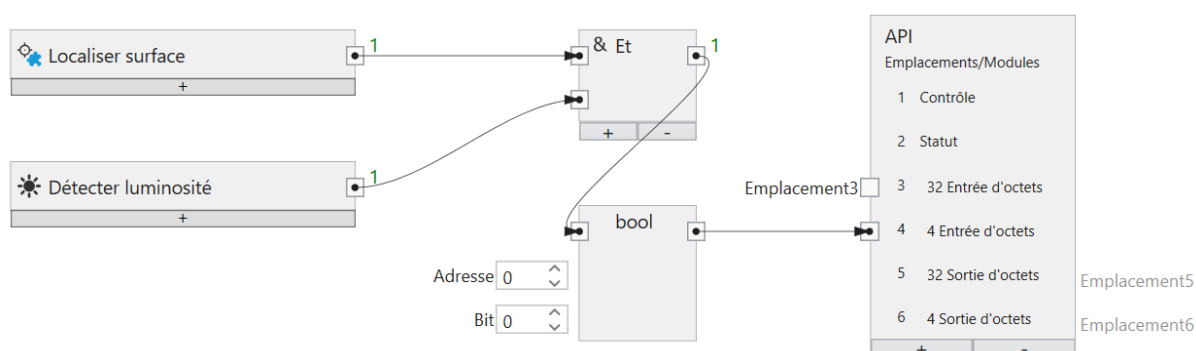 Localiser surface
1
+
& Et
1
+ -
Détecter luminosité
1
+
bool
Adresse 0
Bit 0
API
Emplacements/Modules
1 Contrôle
2 Statut
Emplacement3 3 32 Entrée d'octets
4 4 Entrée d'octets
5 32 Sortie d'octets Emplacement5
6 4 Sortie d'octets Emplacement6
+ -